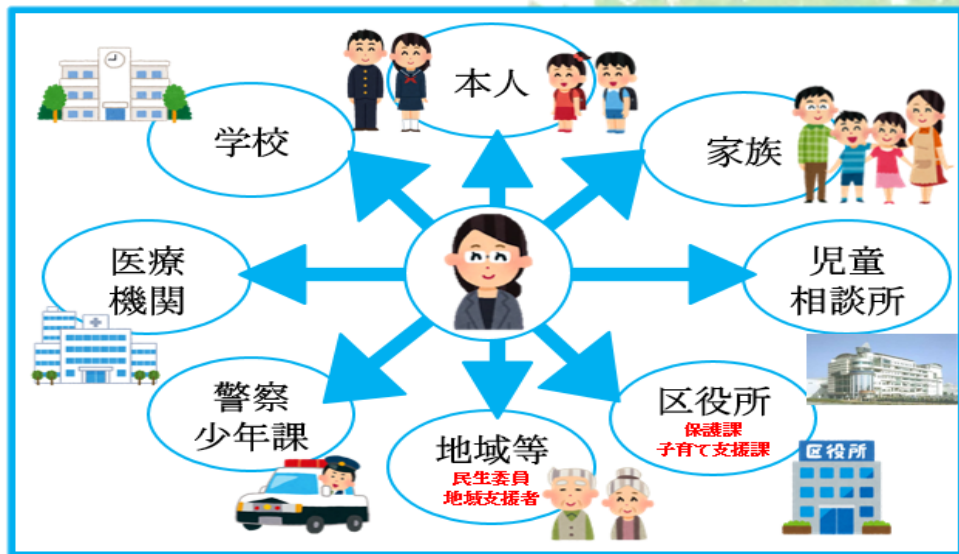 本人
学校
家族
医療
機関
児童
相談所
警察
少年課
地域等
民生委員
地域支援者
区役所
保護課
子育て支援課
区役所